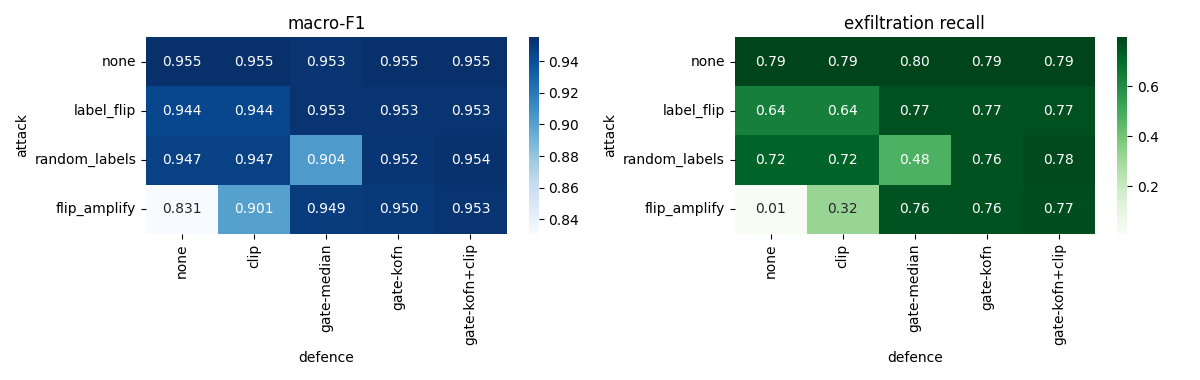 macro-F1
attack
none 0.955 0.955 0.953 0.955 0.955
label_flip 0.944 0.944 0.953 0.953 0.953
random_labels 0.947 0.947 0.904 0.952 0.954
flip_amplify 0.831 0.901 0.949 0.950 0.953
none clip gate-median gate-kofn gate-kofn+clip
defence
0.94
0.92
0.90
0.88
0.86
0.84
exfiltration recall
attack
none 0.79 0.79 0.80 0.79 0.79
label_flip 0.64 0.64 0.77 0.77 0.77
random_labels 0.72 0.72 0.48 0.76 0.78
flip_amplify 0.01 0.32 0.76 0.76 0.77
none clip gate-median gate-kofn gate-kofn+clip
defence
0.6
0.4
0.2